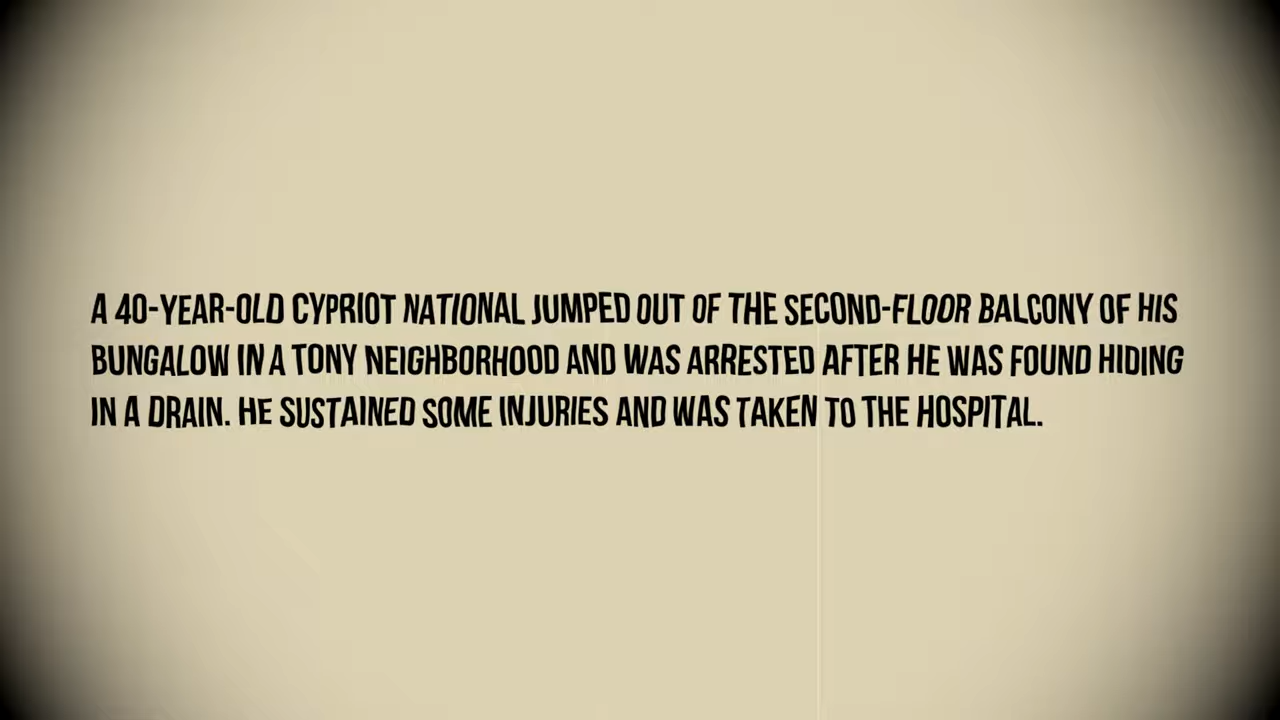 A 40-YEAR-OLD CYPRIOT NATIONAL JUMPED OUT OF THE SECOND-FLOOR BALCONY OF HIS
BUNGALOW IN A TONY NEIGHBORHOOD AND WAS ARRESTED AFTER HE WAS FOUND HIDING
IN A DRAIN. HE SUSTAINED SOME INJURIES AND WAS TAKEN TO THE HOSPITAL.